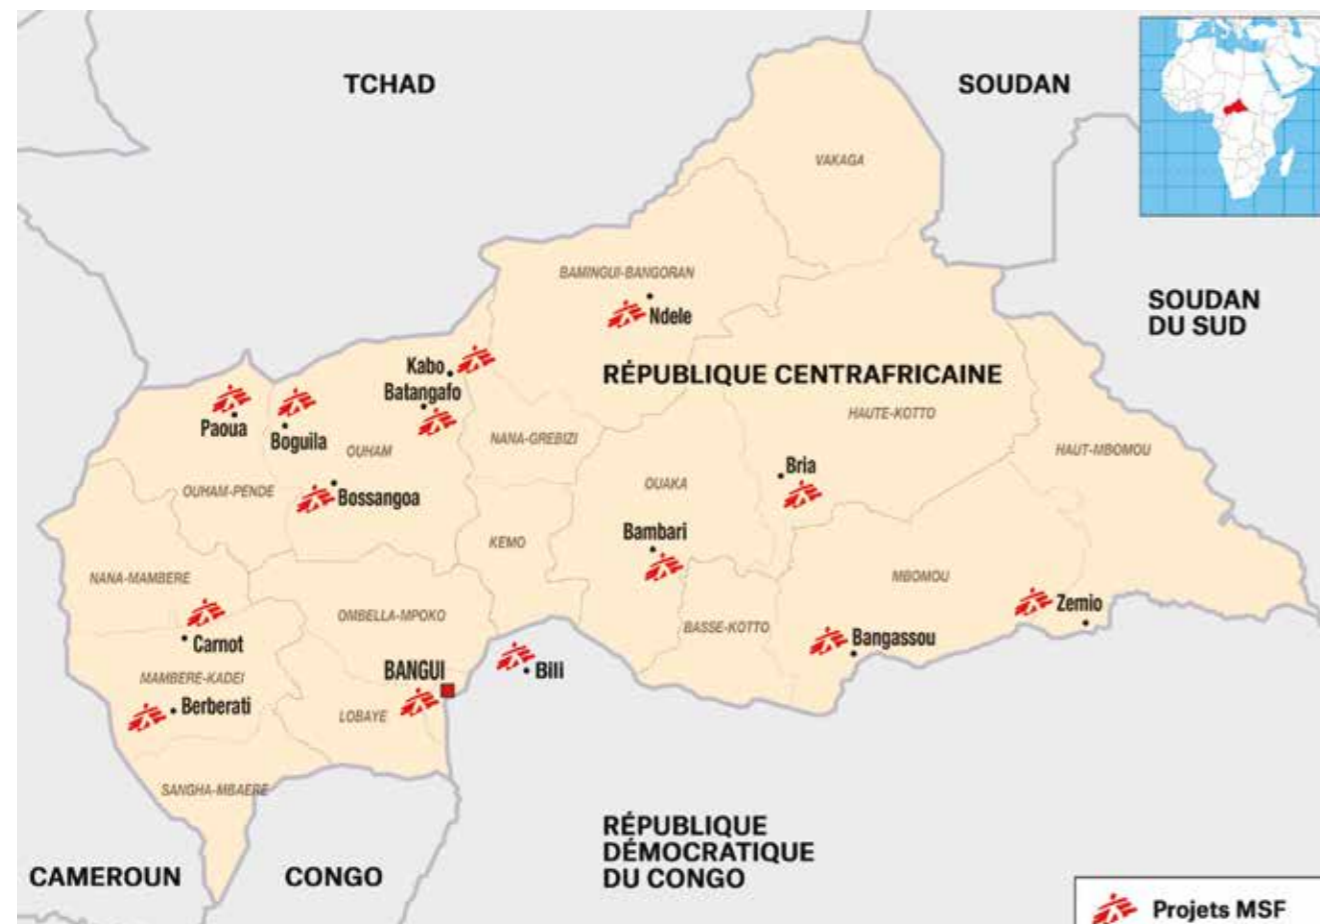 TCHAD
SOUDAN
VAKAGA
BAMINGUI-BANGORAN
Ndele
SOUDAN
DU SUD
Kabo
Batangafo
RÉPUBLIQUE CENTRAFRICAINE
HAUTE-KOTTO
Paoua
Boguila
OUHAM
NANA-GREBIZI
HAUT-MBOMOU
Bria
OUAKA
OUHAM-PENDE
Bossangoa
Bambari
KEMO
NANA-MAMBERE
MBOMOU
Zemio
OMBELLA-MPOKO
BASSE-KOTTO
Bangassou
Carnot
MAMBERE-KADEI
BANGUI
Bili
Berberati
LOBAYE
SANGHA-MBAERE
RÉPUBLIQUE
DÉMOCRATIQUE
DU CONGO
CAMEROUN
CONGO
Projets MSF